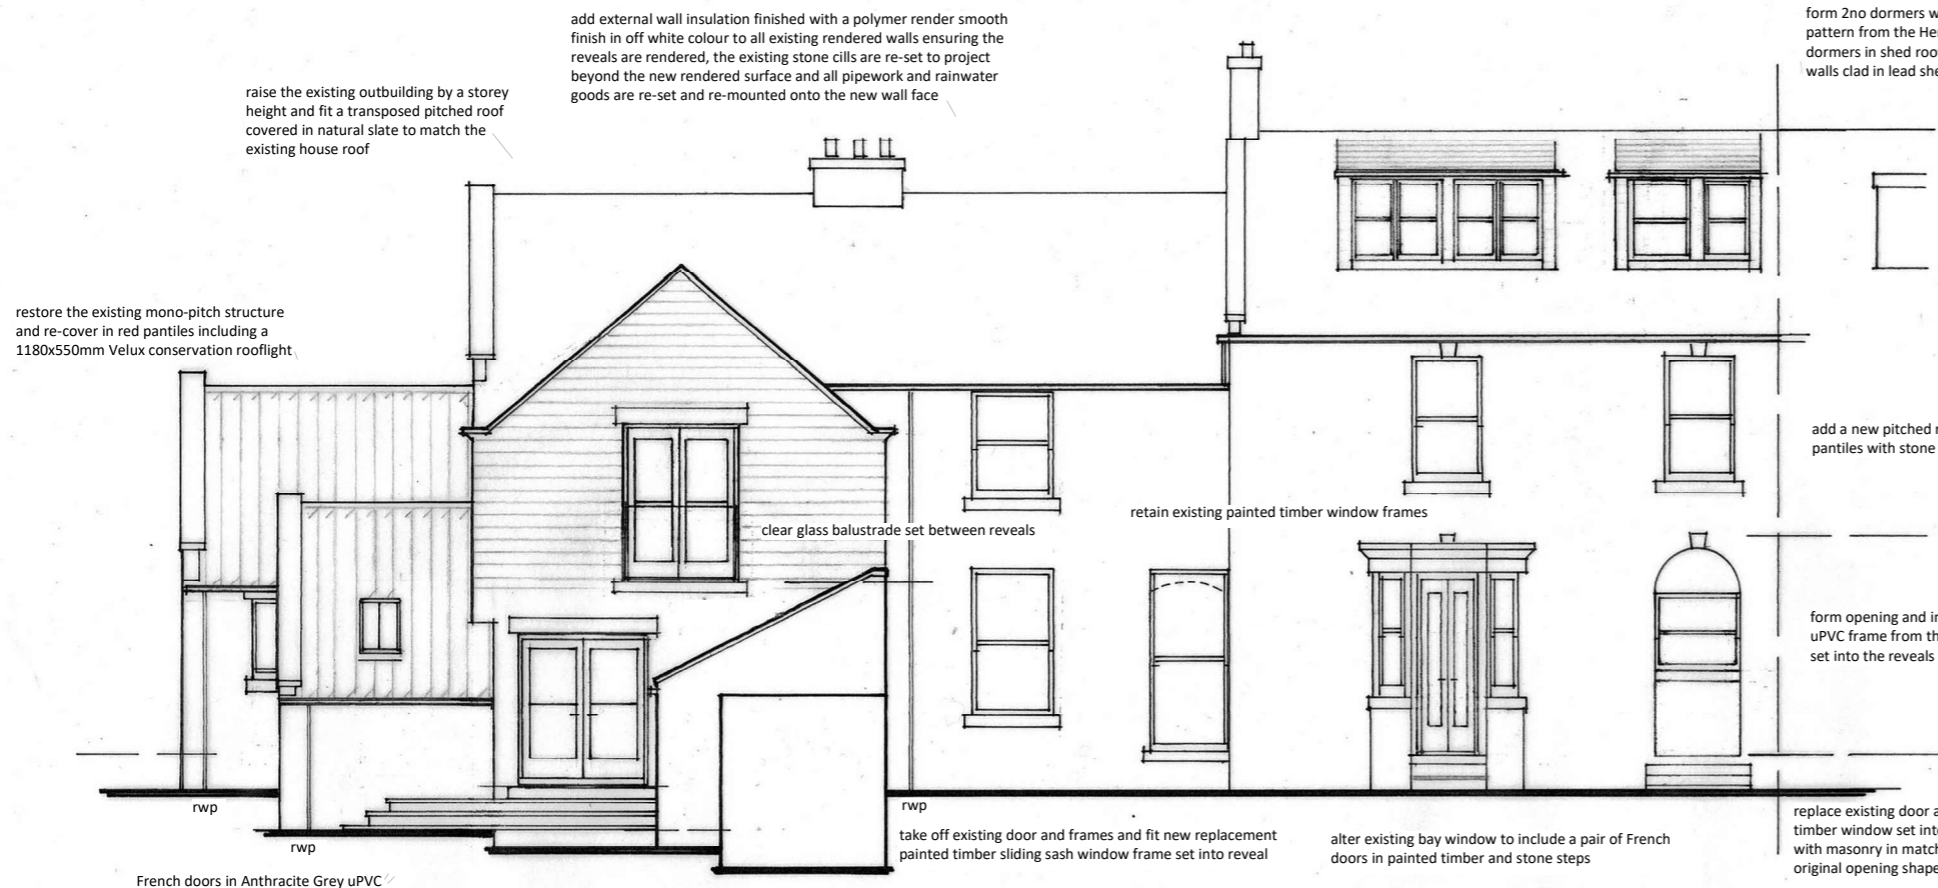 add external wall insulation finished with a polymer render smooth
finish in off white colour to all existing rendered walls ensuring the
reveals are rendered, the existing stone cills are re-set to project
beyond the new rendered surface and all pipework and rainwater
goods are re-set and re-mounted onto the new wall face
form 2no dormers w
pattern from the He
dormers in shed roo
walls clad in lead she
raise the existing outbuilding by a storey
height and fit a transposed pitched roof
covered in natural slate to match the
existing house roof
restore the existing mono-pitch structure
and re-cover in red pantiles including a
1180x550mm Velux conservation rooflight
add a new pitched r
pantiles with stone
retain existing painted timber window frames
clear glass balustrade set between reveals
form opening and in
uPVC frame from th
set into the reveals
rwp
rwp
rwp
take off existing door and frames and fit new replacement
painted timber sliding sash window frame set into reveal
alter existing bay window to include a pair of French
doors in painted timber and stone steps
replace existing door a
timber window set int
with masonry in match
original opening shape
French doors in Anthracite Grey uPVC